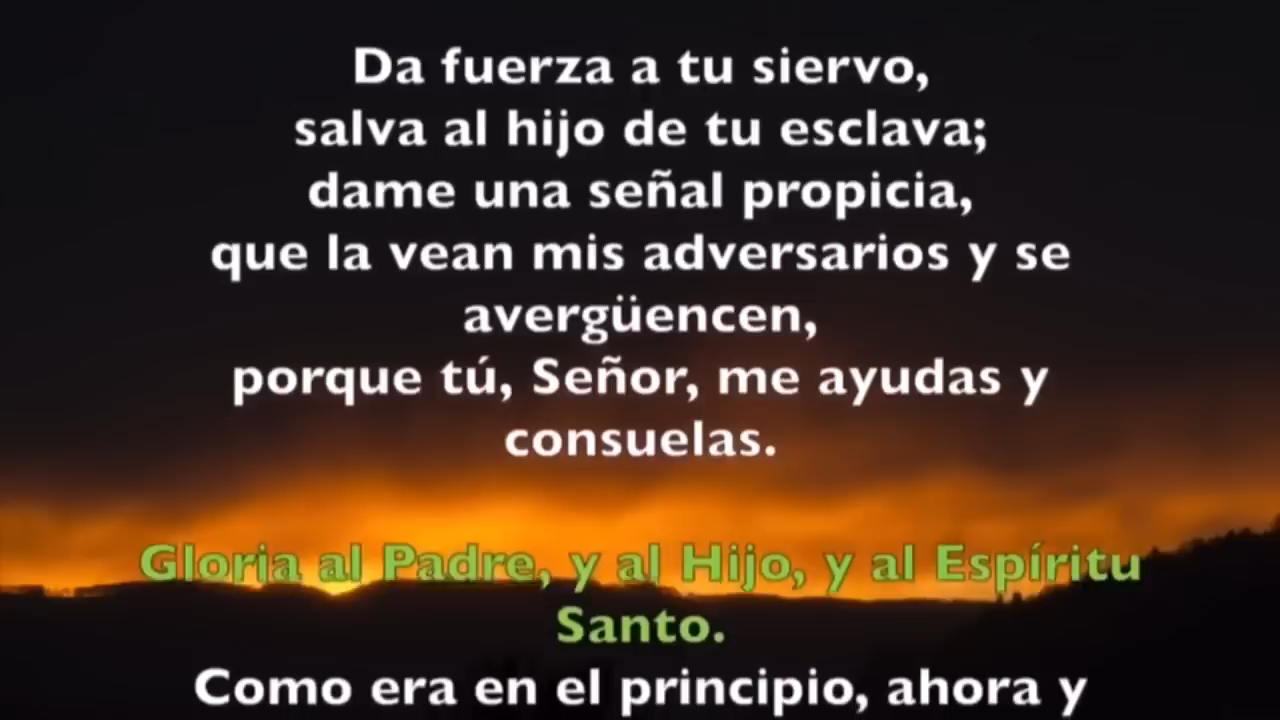 Da fuerza a tu siervo,
salva al hijo de tu esclava;
dame una señal propicia,
que la vean mis adversarios y se
avergüencen,
porque tú, Señor, me ayudas y
consuelas.
Gloria al Padre, y al Hijo, y al Espíritu
Santo.
Como era en el principio, ahora y